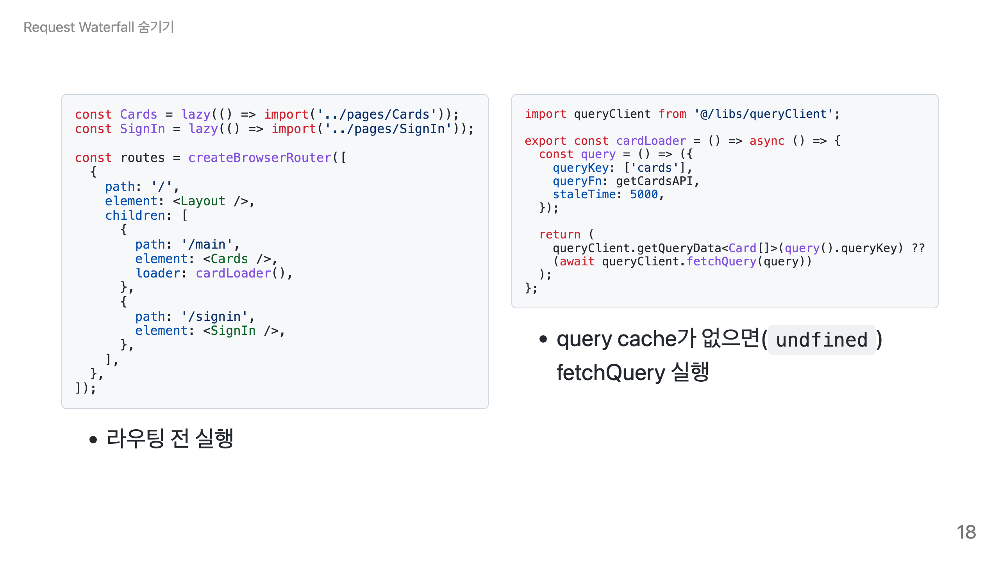 Request Waterfall 숨기기
const Cards = lazy(() => import('../pages/Cards'));
const SignIn = lazy(() => import('../pages/SignIn'));
const routes = createBrowserRouter([
  {
    path: '/',
    element: <Layout />,
    children: [
      {
        path: '/main',
        element: <Cards />,
        loader: cardLoader(),
      },
      {
        path: '/signin',
        element: <SignIn />,
      },
    ],
  },
]);
• 라우팅 전 실행
import queryClient from '@/libs/queryClient';
export const cardLoader = () => async () => {
  const query = () => ({
    queryKey: ['cards'],
    queryFn: getCardsAPI,
    staleTime: 5000,
  });
  return (
    queryClient.getQueryData<Card[]>(query().queryKey) ??
    (await queryClient.fetchQuery(query))
  );
};
• query cache가 없으면( undfined )
fetchQuery 실행
18